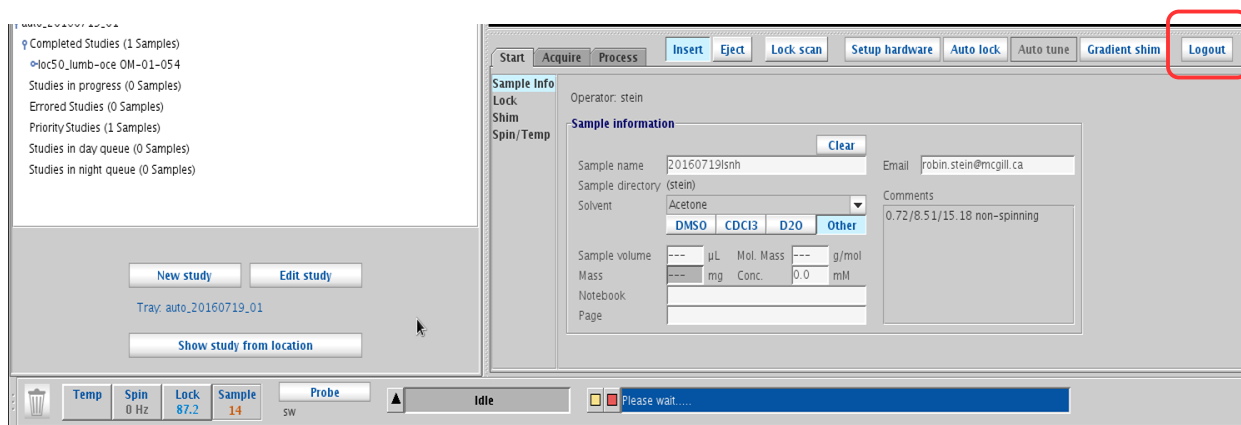 auto_20160719_01
Completed Studies (1 Samples)
loc50_lumb-oce OM-01-054
Studies in progress (0 Samples)
Errored Studies (0 Samples)
Priority Studies (1 Samples)
Studies in day queue (0 Samples)
Studies in night queue (0 Samples)
New study Edit study
Tray: auto_20160719_01
Show study from location
Start Acquire Process Insert Eject Lock scan Setup hardware Auto lock Auto tune Gradient shim Logout
Sample Info
Lock
Shim
Spin/Temp
Operator: stein
Sample information
Clear
Sample name 20160719lsnh Email robin.stein@mcgill.ca
Sample directory (stein)
Solvent Acetone
DMSO CDCl3 D2O Other
Comments
0.72/8.51/15.18 non-spinning
Sample volume --- µL Mol. Mass --- g/mol
Mass --- mg Conc. 0.0 mM
Notebook
Page
Temp Spin Lock Sample Probe Idle Please wait.....
0 Hz 87.2 14 sw